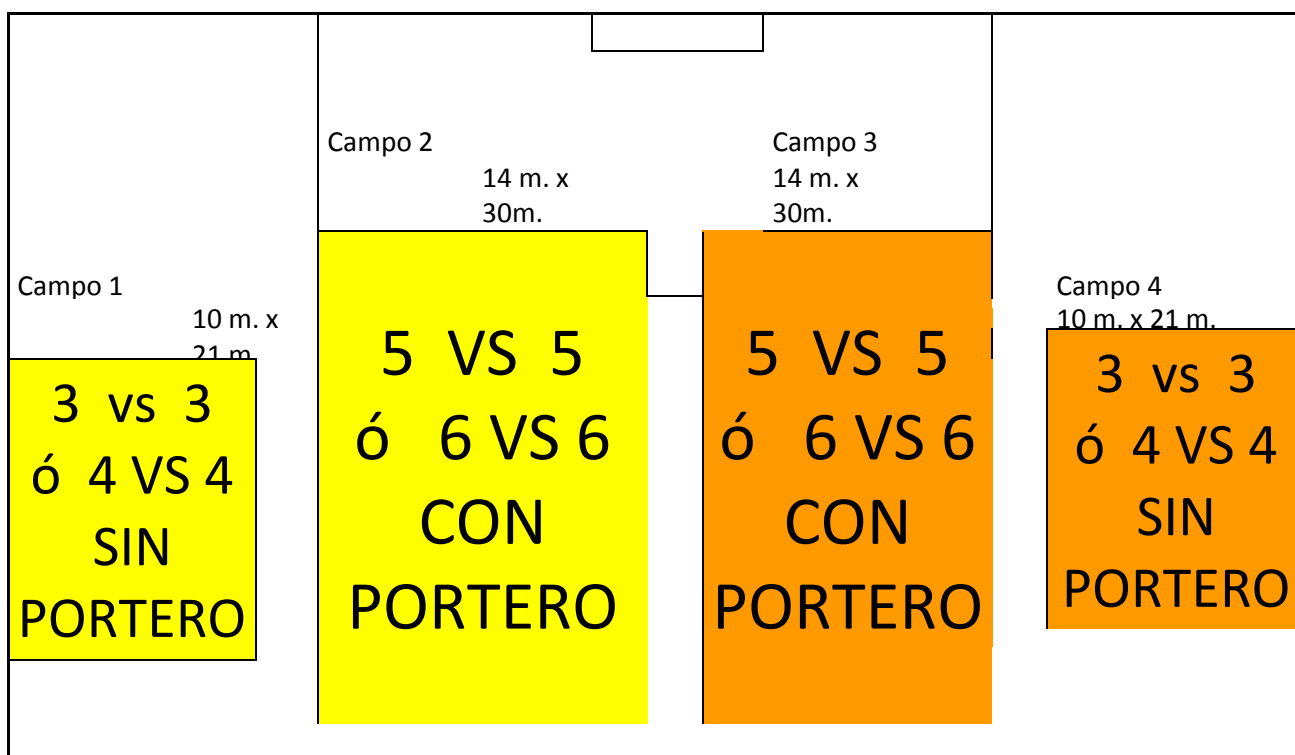 Campo 1
10 m. x
21 m.
3 vs 3
ó 4 VS 4
SIN
PORTERO
Campo 2
14 m. x
30m.
5 VS 5
ó 6 VS 6
CON
PORTERO
Campo 3
14 m. x
30m.
5 VS 5
ó 6 VS 6
CON
PORTERO
Campo 4
10 m. x 21 m.
3 vs 3
ó 4 VS 4
SIN
PORTERO